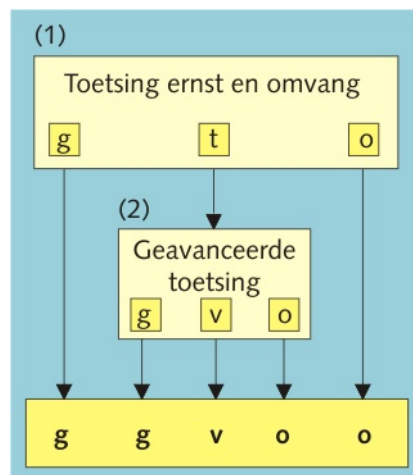 (1)
Toetsing ernst en omvang
g t o
(2)
Geavanceerde
toetsing
g v o
g g v o o